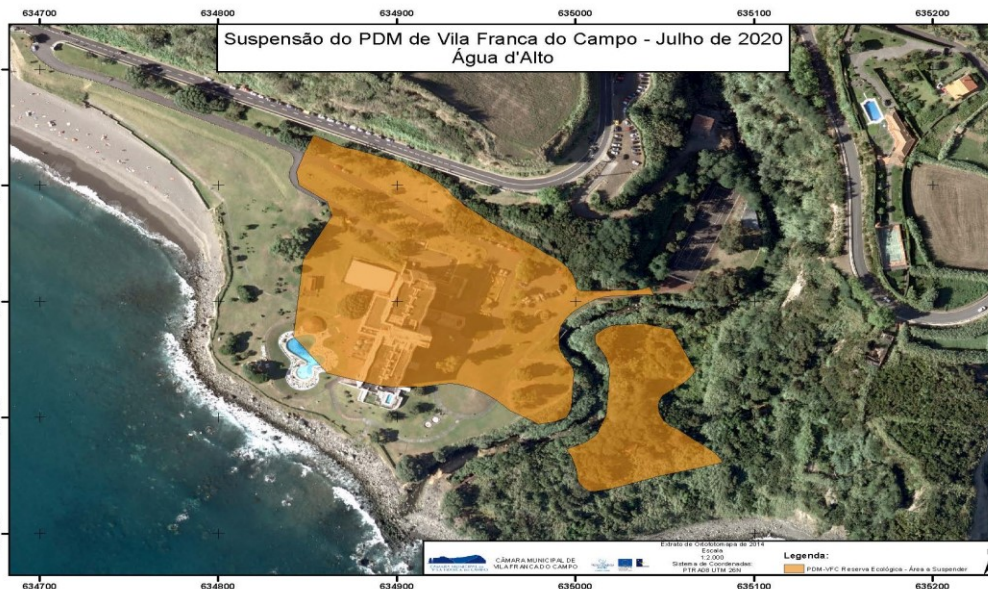 634700 634800 634900 635000 635100 635200
Suspensão do PDM de Vila Franca do Campo - Julho de 2020
Água d'Alto
CÂMARA MUNICIPAL DE
VILA FRANCA DO CAMPO
Extrato de Ortofotomapa de 2014
Escala
1:2.000
Sistema de Coordenadas:
PTRA08 UTM 26N
Legenda:
PDM-VFC Reserva Ecológica - Área a Suspender
634700 634800 634900 635000 635100 635200